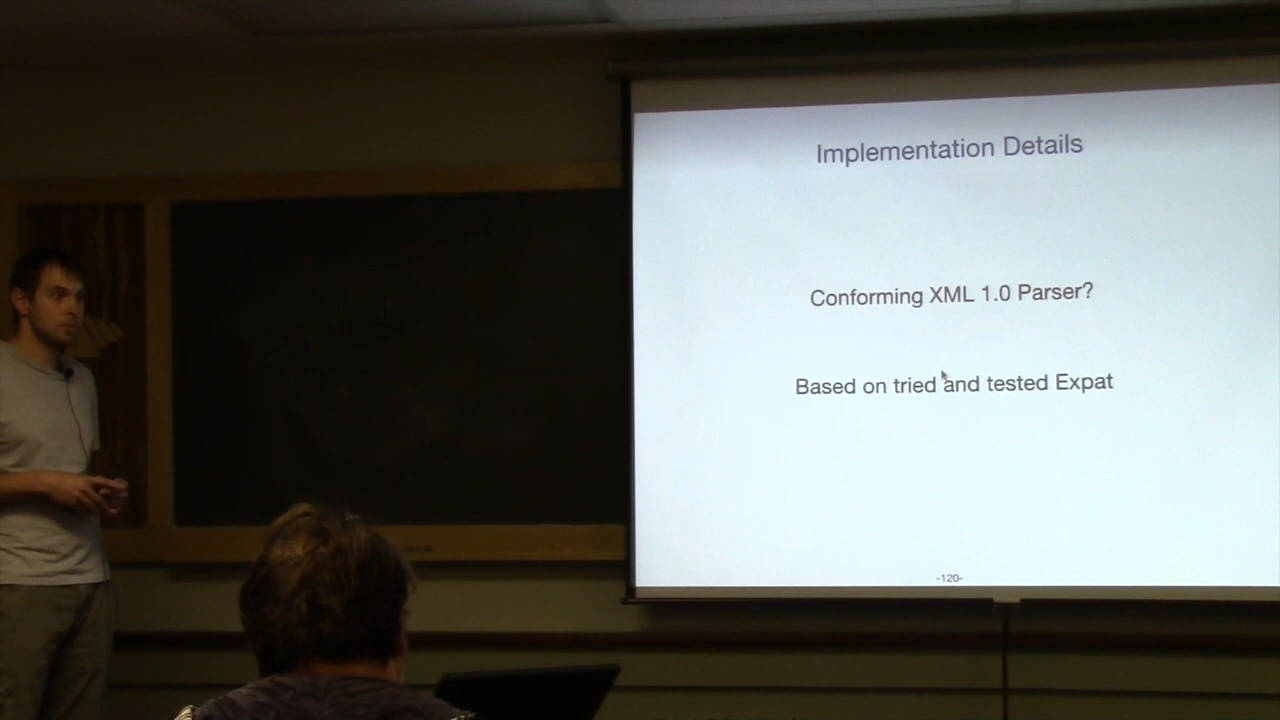 Implementation Details
Conforming XML 1.0 Parser?
Based on tried and tested Expat
-120-